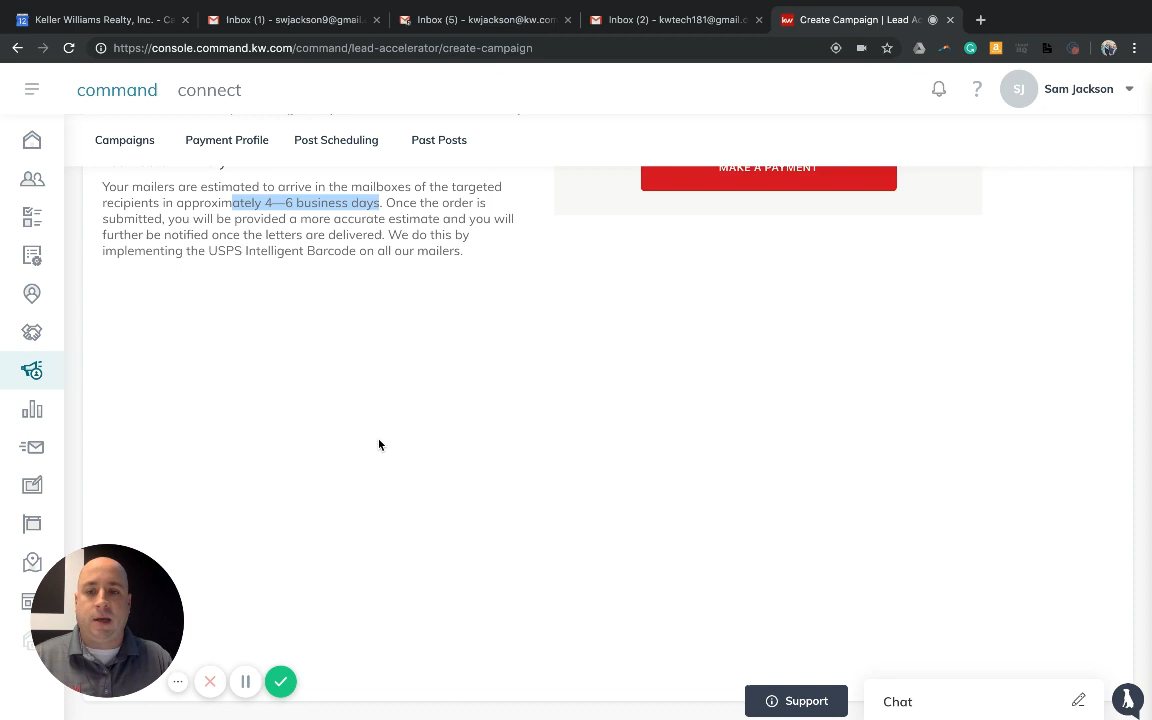 Keller Williams Realty, Inc. - Ca
Inbox (1) - swjackson9@gmail.
Inbox (5) - kwjackson@kw.com
Inbox (2) - kwtech181@gmail.c
Create Campaign | Lead Ac
https://console.command.kw.com/command/lead-accelerator/create-campaign
command connect
SJ
Sam Jackson
Campaigns Payment Profile Post Scheduling Past Posts
MAKE A PAYMENT
Your mailers are estimated to arrive in the mailboxes of the targeted
recipients in approximately 4—6 business days. Once the order is
submitted, you will be provided a more accurate estimate and you will
further be notified once the letters are delivered. We do this by
implementing the USPS Intelligent Barcode on all our mailers.
Support
Chat